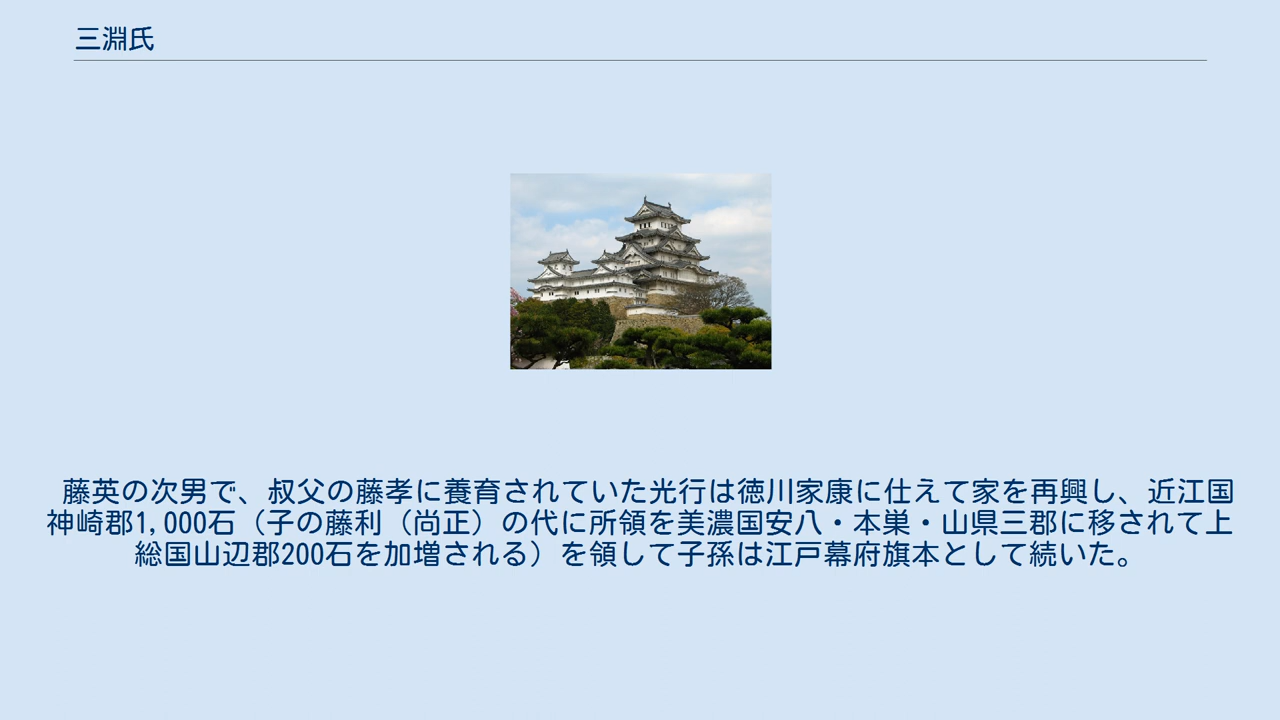 三淵氏
藤英の次男で、叔父の藤孝に養育されていた光行は徳川家康に仕えて家を再興し、近江国
神崎郡1,000石（子の藤利（尚正）の代に所領を美濃国安八・本巣・山県三郡に移されて上
総国山辺郡200石を加増される）を領して子孫は江戸幕府旗本として続いた。